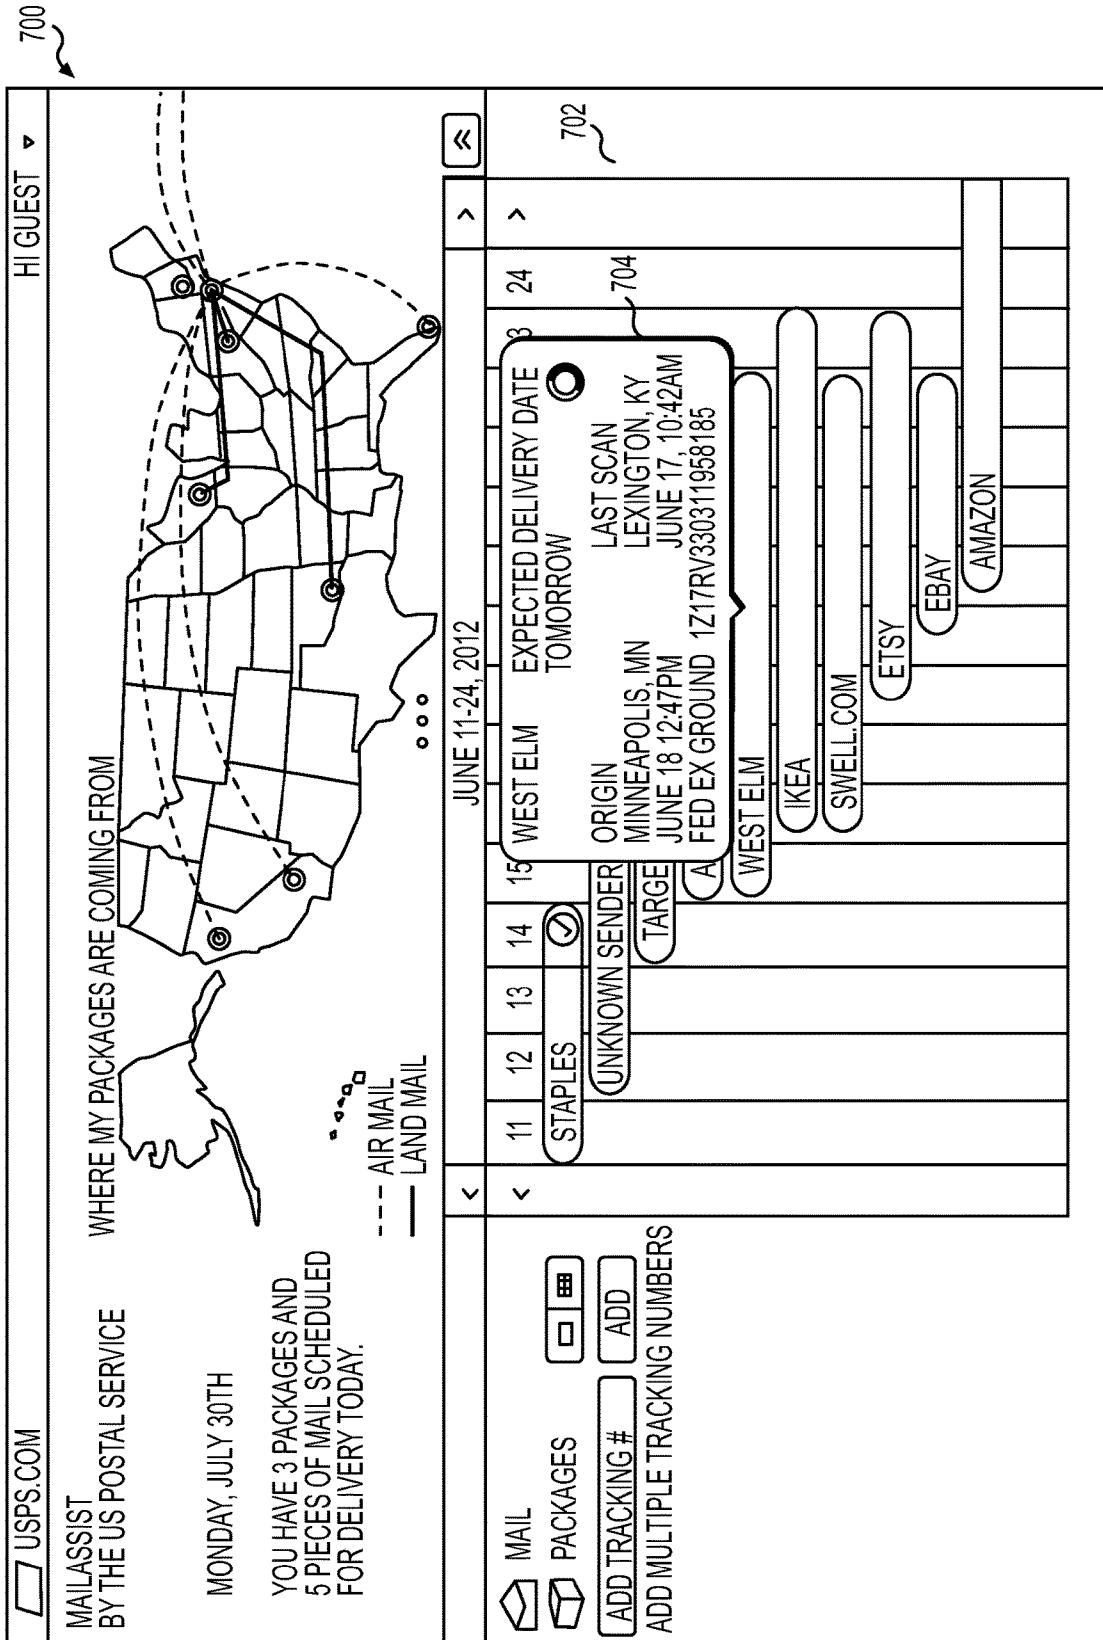 700
USPS.COM
HI GUEST
MAILASSIST
BY THE US POSTAL SERVICE
MONDAY, JULY 30TH
YOU HAVE 3 PACKAGES AND
5 PIECES OF MAIL SCHEDULED
FOR DELIVERY TODAY.
WHERE MY PACKAGES ARE COMING FROM
AIR MAIL
LAND MAIL
JUNE 11-24, 2012
MAIL
PACKAGES
ADD TRACKING #
ADD
ADD MULTIPLE TRACKING NUMBERS
702
11 12 13 14 15 3 24
STAPLES
UNKNOWN SENDER
TARGE
A
WEST ELM
IKEA
SWELL.COM
ETSY
EBAY
AMAZON
704
WEST ELM EXPECTED DELIVERY DATE
TOMORROW
ORIGIN LAST SCAN
MINNEAPOLIS, MN LEXINGTON, KY
JUNE 18 12:47PM JUNE 17, 10:42AM
FED EX GROUND 1Z17RV330311958185